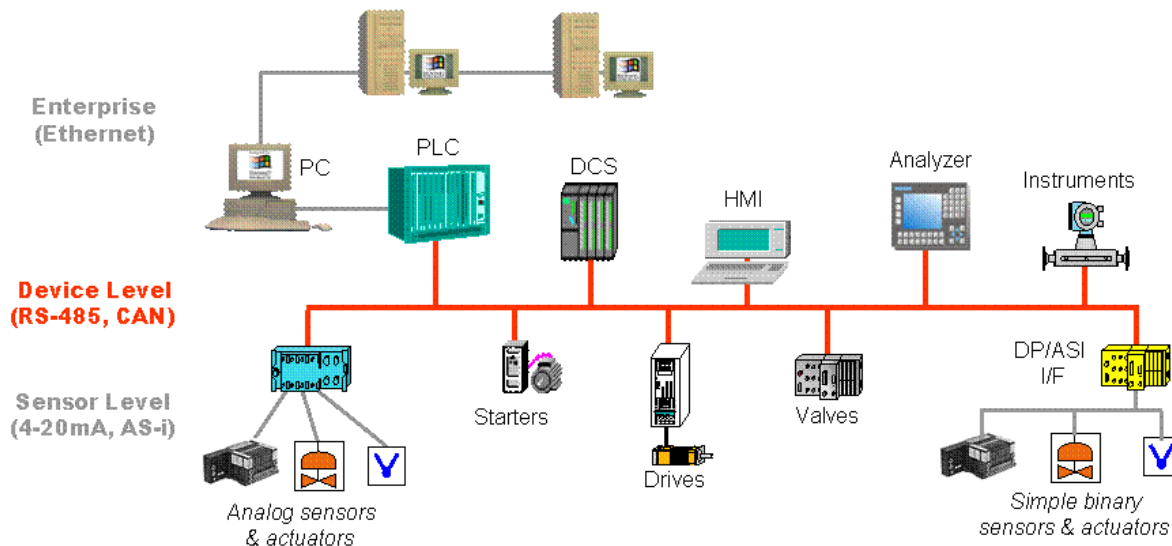 Enterprise
(Ethernet)
PC
PLC
DCS
HMI
Analyzer
Instruments
Device Level
(RS-485, CAN)
DP/ASI
I/F
Sensor Level
(4-20mA, AS-i)
Starters
Drives
Valves
Analog sensors
& actuators
Simple binary
sensors & actuators